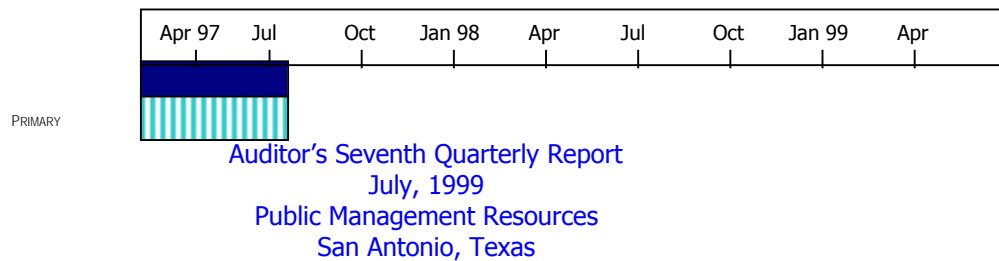 Apr 97 Jul Oct Jan 98 Apr Jul Oct Jan 99 Apr
PRIMARY
Auditor's Seventh Quarterly Report
July, 1999
Public Management Resources
San Antonio, Texas